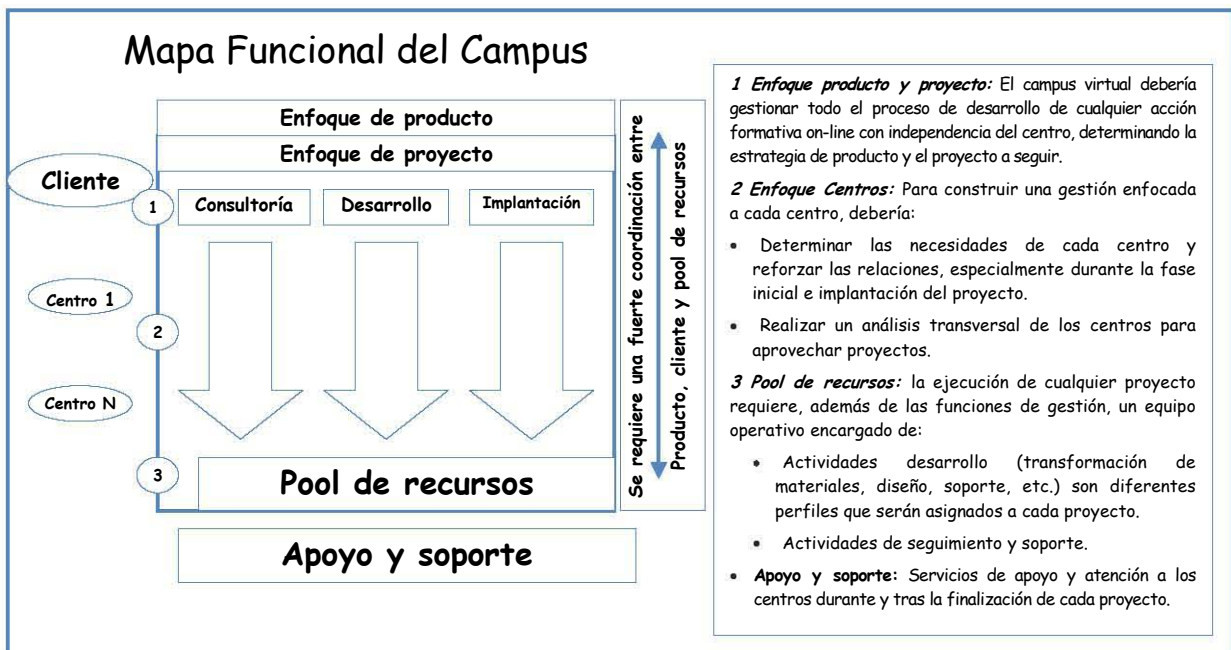 Mapa Funcional del Campus
Enfoque de producto
Enfoque de proyecto
Cliente
1
Consultoría
Desarrollo
Implantación
Centro 1
2
Centro N
3
Pool de recursos
Apoyo y soporte
Se requiere una fuerte coordinación entre
Producto, cliente y pool de recursos
1 Enfoque producto y proyecto: El campus virtual debería
gestionar todo el proceso de desarrollo de cualquier acción
formativa on-line con independencia del centro, determinando la
estrategia de producto y el proyecto a seguir.
2 Enfoque Centros: Para construir una gestión enfocada
a cada centro, debería:
• Determinar las necesidades de cada centro y
reforzar las relaciones, especialmente durante la fase
inicial e implantación del proyecto.
• Realizar un análisis transversal de los centros para
aprovechar proyectos.
3 Pool de recursos: la ejecución de cualquier proyecto
requiere, además de las funciones de gestión, un equipo
operativo encargado de:
• Actividades desarrollo (transformación de
materiales, diseño, soporte, etc.) son diferentes
perfiles que serán asignados a cada proyecto.
• Actividades de seguimiento y soporte.
• Apoyo y soporte: Servicios de apoyo y atención a los
centros durante y tras la finalización de cada proyecto.